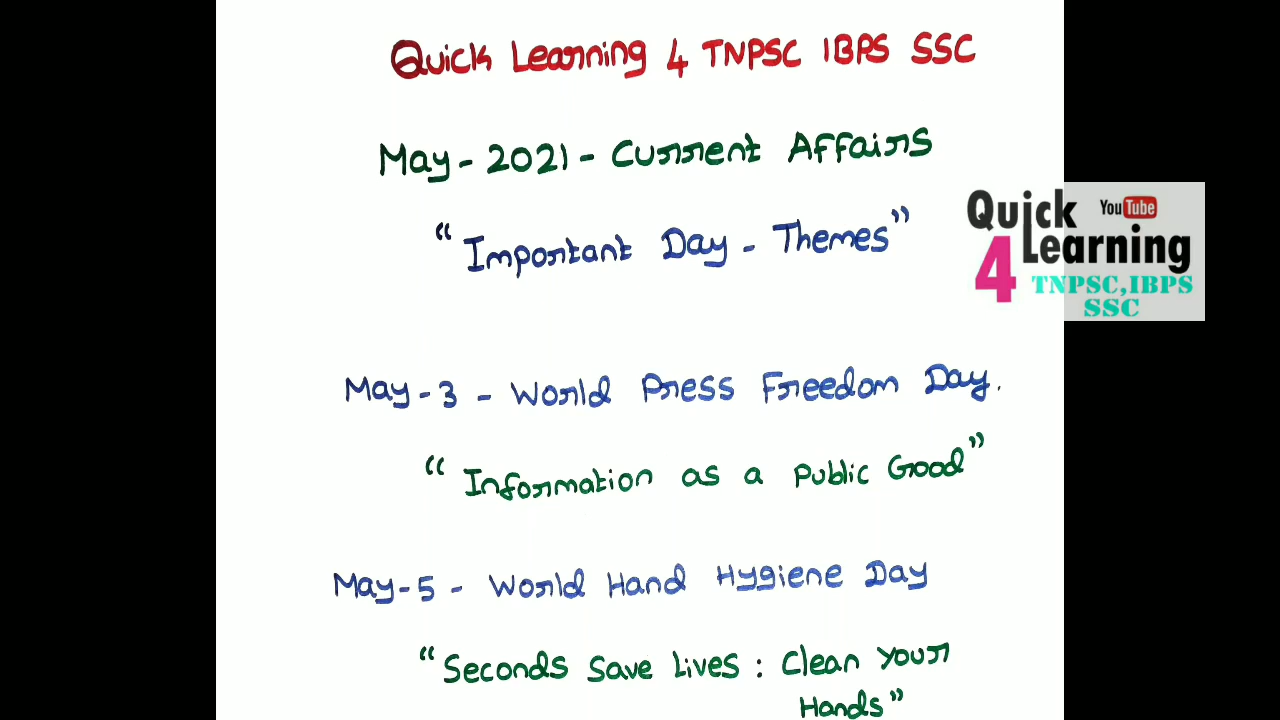 Quick Learning 4 TNPSC IBPS SSC
May - 2021 - Current Affairs
“ Important Day - Themes ”
Quick YouTube
4 Learning
TNPSC,IBPS
SSC
May - 3 - World Press Freedom Day.
“ Information as a Public Good ”
May - 5 - World Hand Hygiene Day
“ Seconds Save Lives : Clean Your
Hands ”